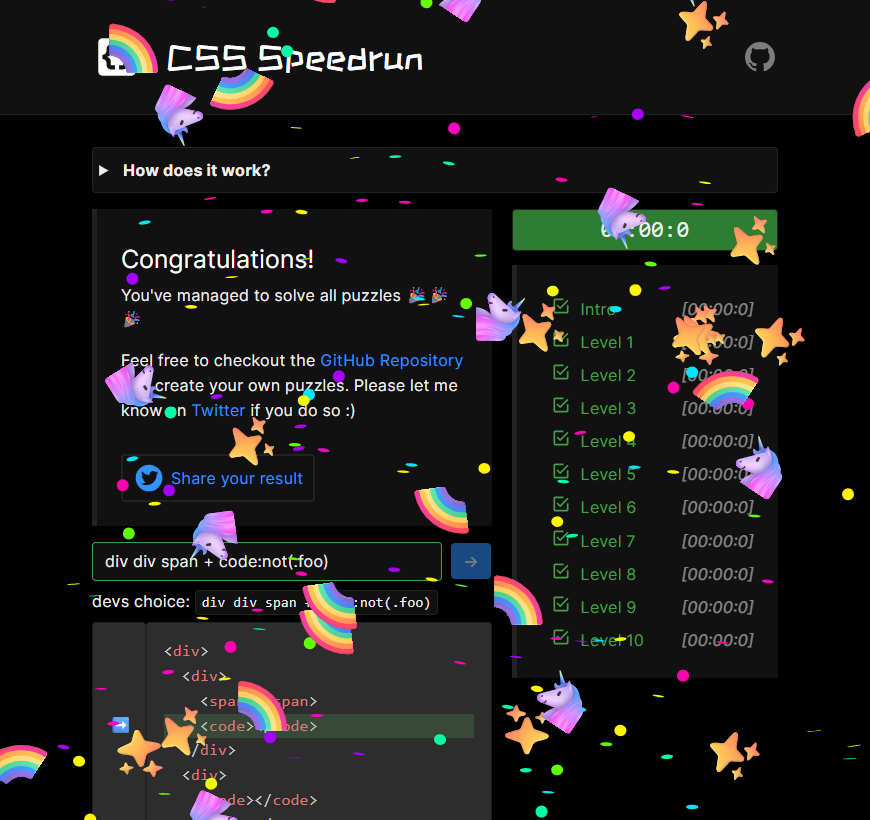 CSS Speedrun
How does it work?
Congratulations!
You've managed to solve all puzzles 🎉🎉
🎉
Feel free to checkout the GitHub Repository
create your own puzzles. Please let me
know on Twitter if you do so :)
Share your result
div div span + code:not(.foo)
devs choice: div div span + code:not(.foo)
<div>
<div>
<span></span>
<code></code>
</div>
<div>
<code></code>
00:00:0
Intro [00:00:0]
Level 1 [00:00:0]
Level 2 [00:00:0]
Level 3 [00:00:0]
Level 4 [00:00:0]
Level 5 [00:00:0]
Level 6 [00:00:0]
Level 7 [00:00:0]
Level 8 [00:00:0]
Level 9 [00:00:0]
Level 10 [00:00:0]